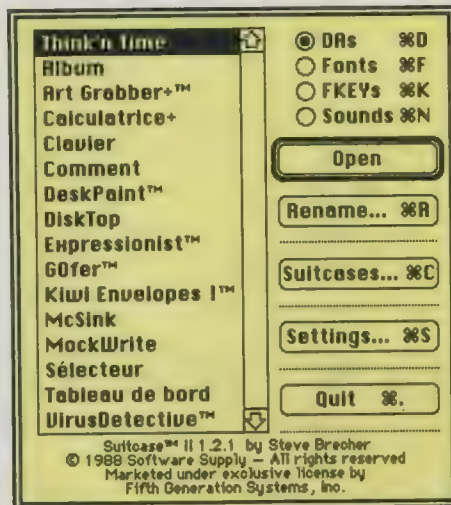 Think'n Time
Album
Art Grabber+™
Calculatrice+
Clavier
Comment
DeskPaint™
DiskTop
Expressionist™
GOfer™
Kiwi Envelopes !™
McSink
MockWrite
Sélecteur
Tableau de bord
VirusDetective™
DAs ⌘D
Fonts ⌘F
FKEYs ⌘K
Sounds ⌘N
Open
Rename... ⌘R
Suitcases... ⌘C
Settings... ⌘S
Quit ⌘.
Suitcase™ II 1.2.1 by Steve Brecher
© 1988 Software Supply — All rights reserved
Marketed under exclusive license by
Fifth Generation Systems, Inc.